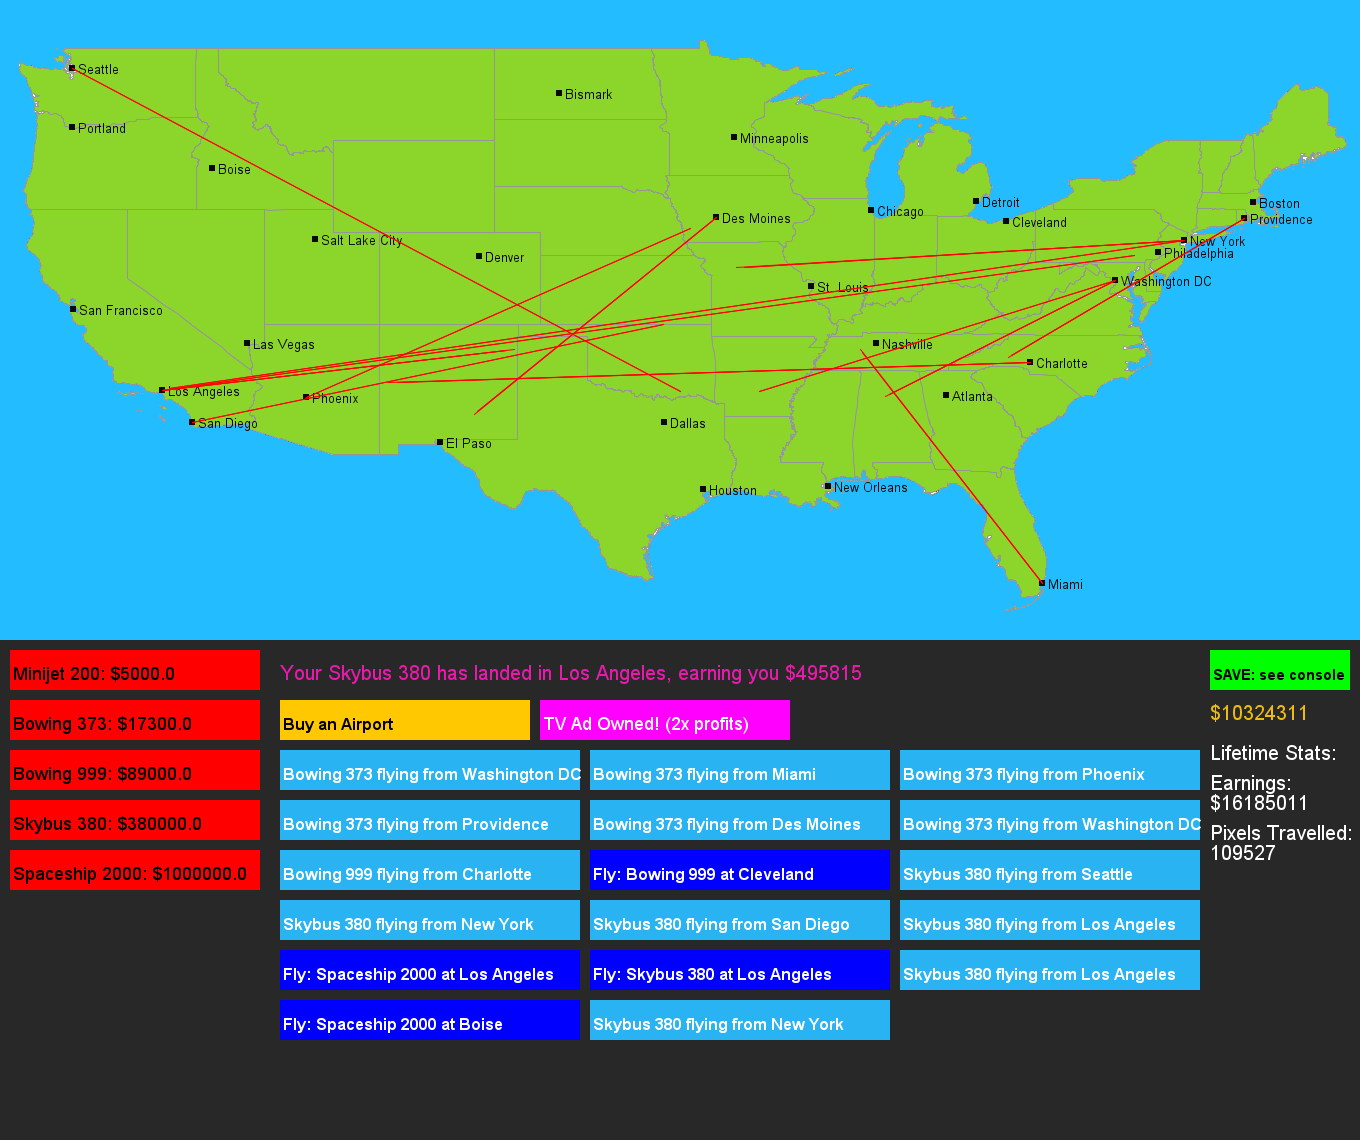 Seattle
Bismark
Portland
Minneapolis
Boise
Detroit
Boston
Chicago
Des Moines
Cleveland
Providence
Salt Lake City
New York
Denver
Philadelphia
St. Louis
Washington DC
San Francisco
Las Vegas
Nashville
Charlotte
Los Angeles
Phoenix
Atlanta
San Diego
Dallas
El Paso
Houston
New Orleans
Miami
Minijet 200: $5000.0
Bowing 373: $17300.0
Bowing 999: $89000.0
Skybus 380: $380000.0
Spaceship 2000: $1000000.0
Your Skybus 380 has landed in Los Angeles, earning you $495815
Buy an Airport
TV Ad Owned! (2x profits)
Bowing 373 flying from Washington DC
Bowing 373 flying from Miami
Bowing 373 flying from Phoenix
Bowing 373 flying from Providence
Bowing 373 flying from Des Moines
Bowing 373 flying from Washington DC
Bowing 999 flying from Charlotte
Fly: Bowing 999 at Cleveland
Skybus 380 flying from Seattle
Skybus 380 flying from New York
Skybus 380 flying from San Diego
Skybus 380 flying from Los Angeles
Fly: Spaceship 2000 at Los Angeles
Fly: Skybus 380 at Los Angeles
Skybus 380 flying from Los Angeles
Fly: Spaceship 2000 at Boise
Skybus 380 flying from New York
SAVE: see console
$10324311
Lifetime Stats:
Earnings:
$16185011
Pixels Travelled:
109527